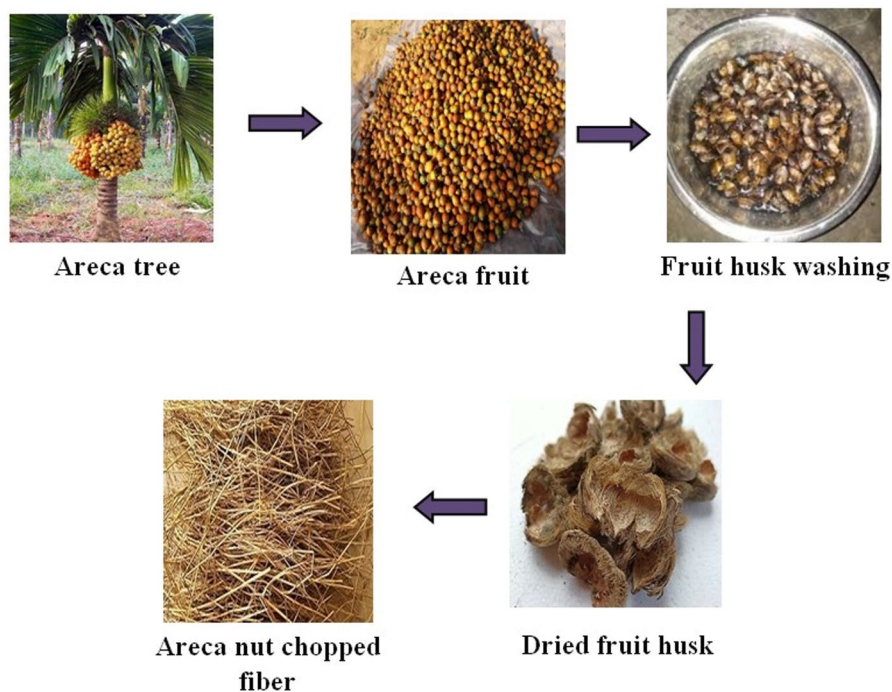 Areca tree
Areca fruit
Fruit husk washing
Areca nut chopped
fiber
Dried fruit husk